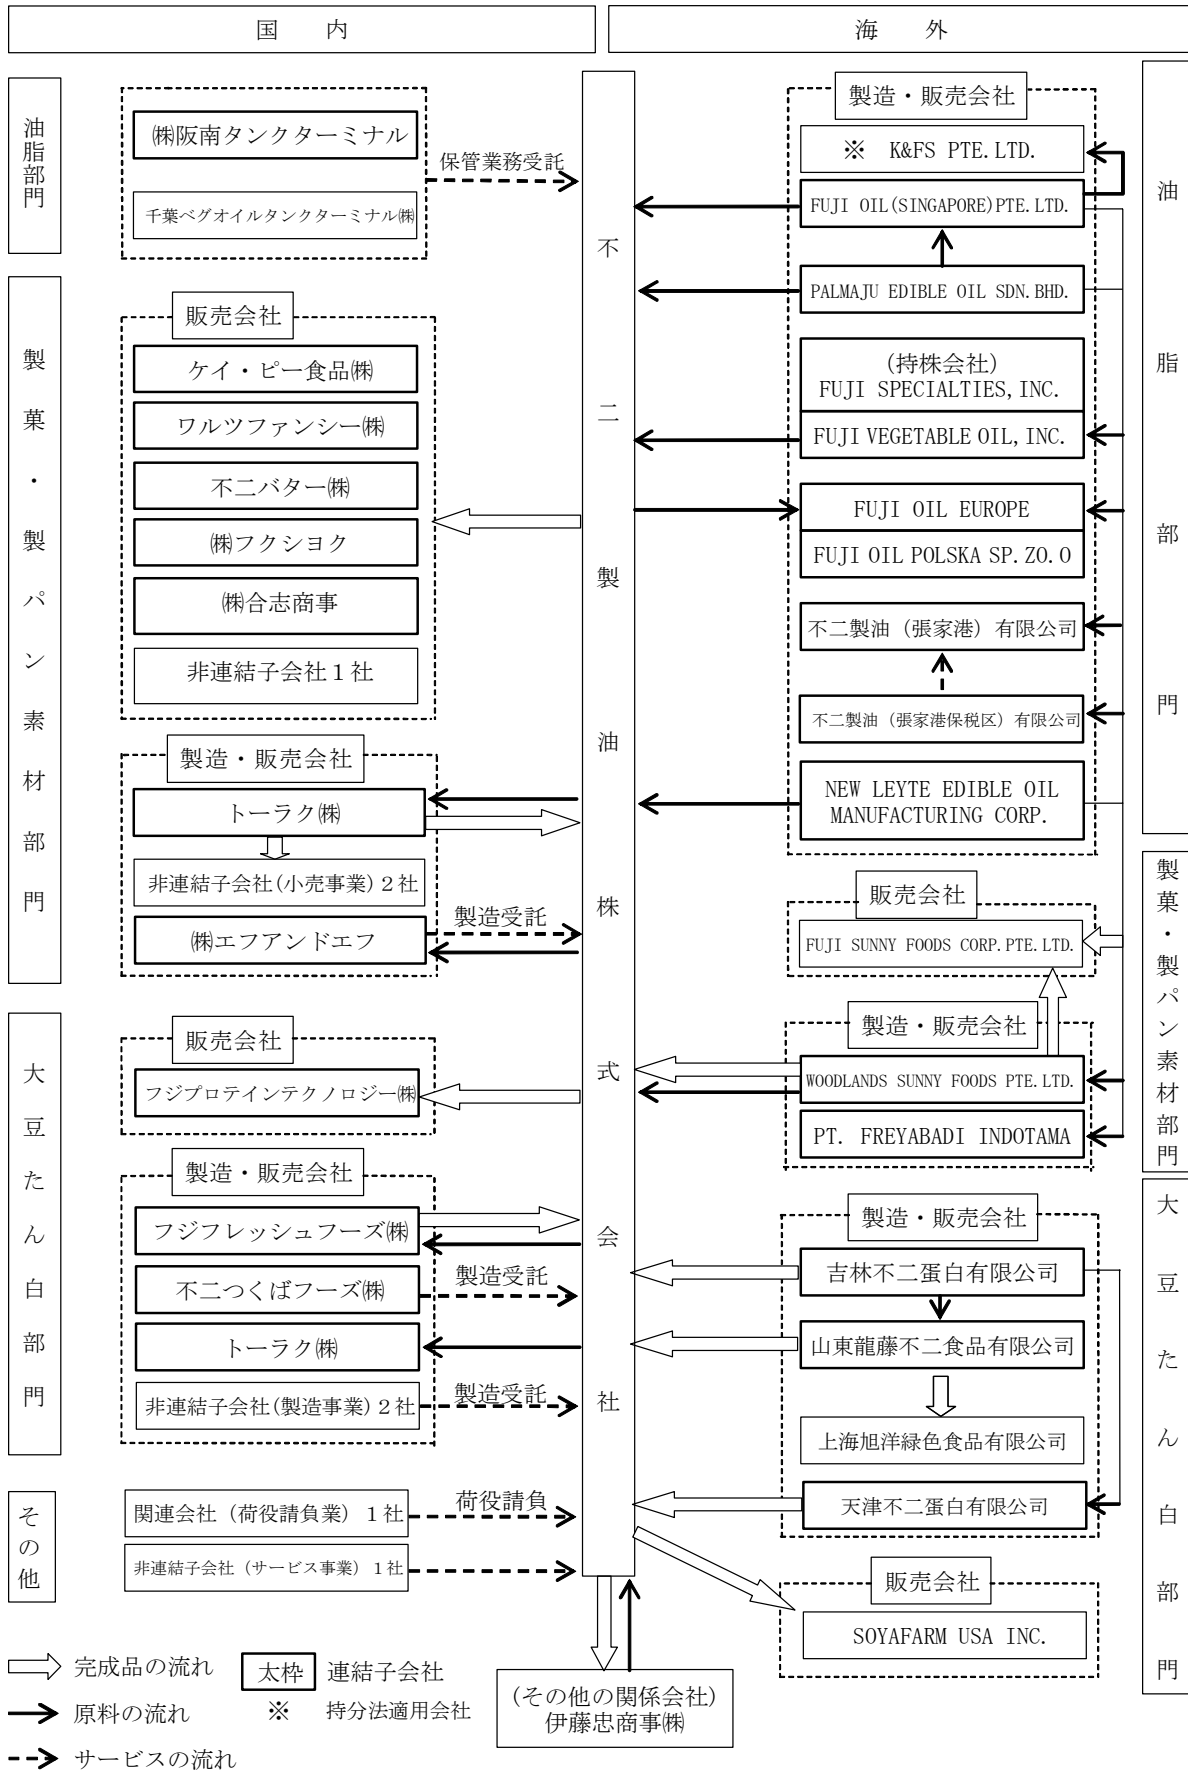 国内
海外
油脂部門
㈱阪南タンクターミナル
千葉ベグオイルタンクターミナル㈱
保管業務受託
製菓・製パン素材部門
販売会社
ケイ・ピー食品㈱
ワルツファンシー㈱
不二バター㈱
㈱フクシヨク
㈱合志商事
非連結子会社１社
製造・販売会社
トーラク㈱
非連結子会社(小売事業)２社
㈱エフアンドエフ
製造受託
大豆たん白部門
販売会社
フジプロテインテクノロジー㈱
製造・販売会社
フジフレッシュフーズ㈱
不二つくばフーズ㈱
製造受託
トーラク㈱
非連結子会社(製造事業)２社
製造受託
その他
関連会社（荷役請負業）１社
荷役請負
非連結子会社（サービス事業）１社
不二製油株式会社
油脂部門
製造・販売会社
※ K&FS PTE.LTD.
FUJI OIL(SINGAPORE)PTE.LTD.
PALMAJU EDIBLE OIL SDN.BHD.
(持株会社)
FUJI SPECIALTIES,INC.
FUJI VEGETABLE OIL,INC.
FUJI OIL EUROPE
FUJI OIL POLSKA SP.ZO.O
不二製油（張家港）有限公司
不二製油（張家港保税区）有限公司
NEW LEYTE EDIBLE OIL
MANUFACTURING CORP.
製菓・製パン素材部門
販売会社
FUJI SUNNY FOODS CORP.PTE.LTD.
製造・販売会社
WOODLANDS SUNNY FOODS PTE.LTD.
PT. FREYABADI INDOTAMA
大豆たん白部門
製造・販売会社
吉林不二蛋白有限公司
山東龍藤不二食品有限公司
上海旭洋緑色食品有限公司
天津不二蛋白有限公司
販売会社
SOYAFARM USA INC.
(その他の関係会社)
伊藤忠商事㈱
完成品の流れ
太枠 連結子会社
原料の流れ
※ 持分法適用会社
サービスの流れ